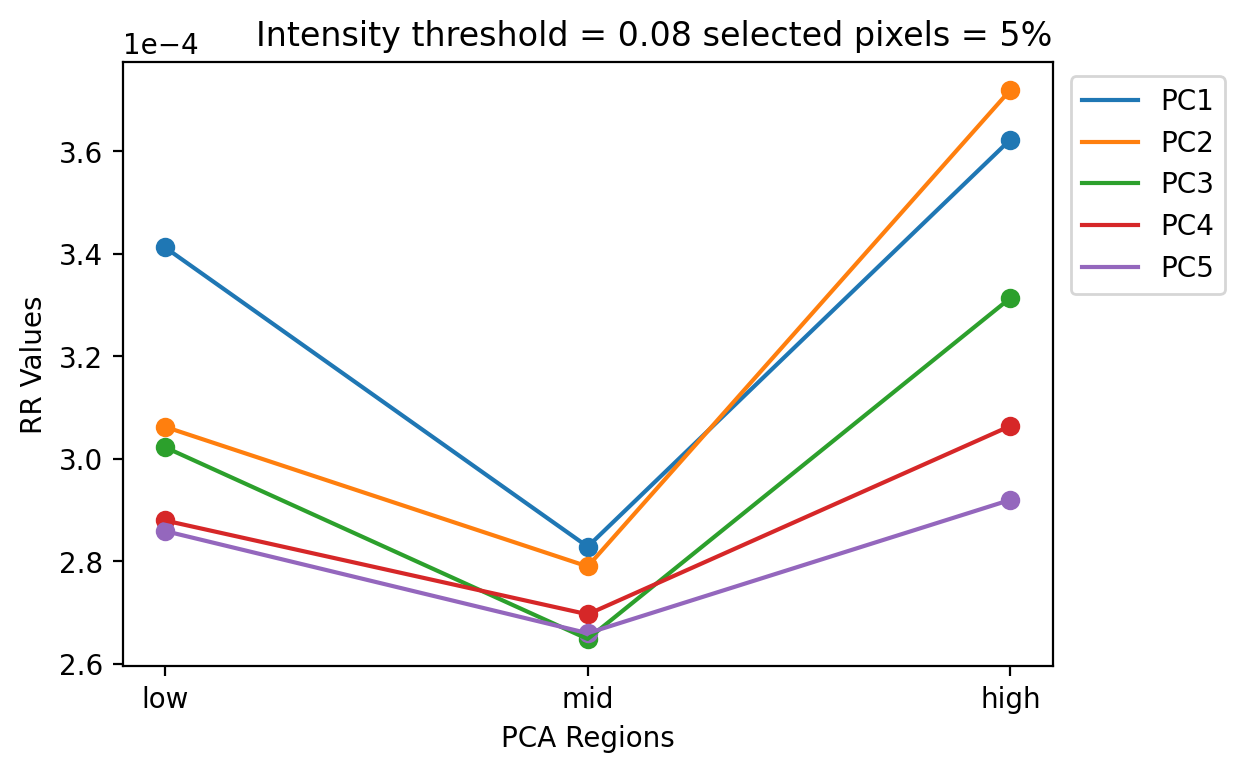 Intensity threshold = 0.08 selected pixels = 5%
1e−4
3.6
3.4
3.2
3.0
2.8
2.6
RR Values
low
mid
high
PCA Regions
PC1
PC2
PC3
PC4
PC5